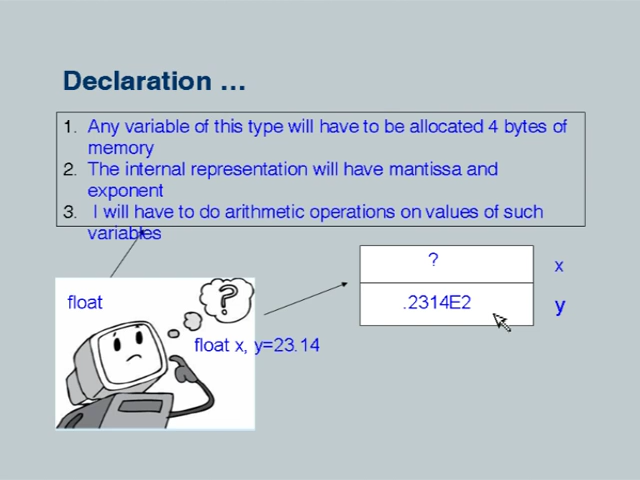 Declaration …
1. Any variable of this type will have to be allocated 4 bytes of
memory
2. The internal representation will have mantissa and
exponent
3. I will have to do arithmetic operations on values of such
variables
?
x
float
?
.2314E2
y
float x, y=23.14